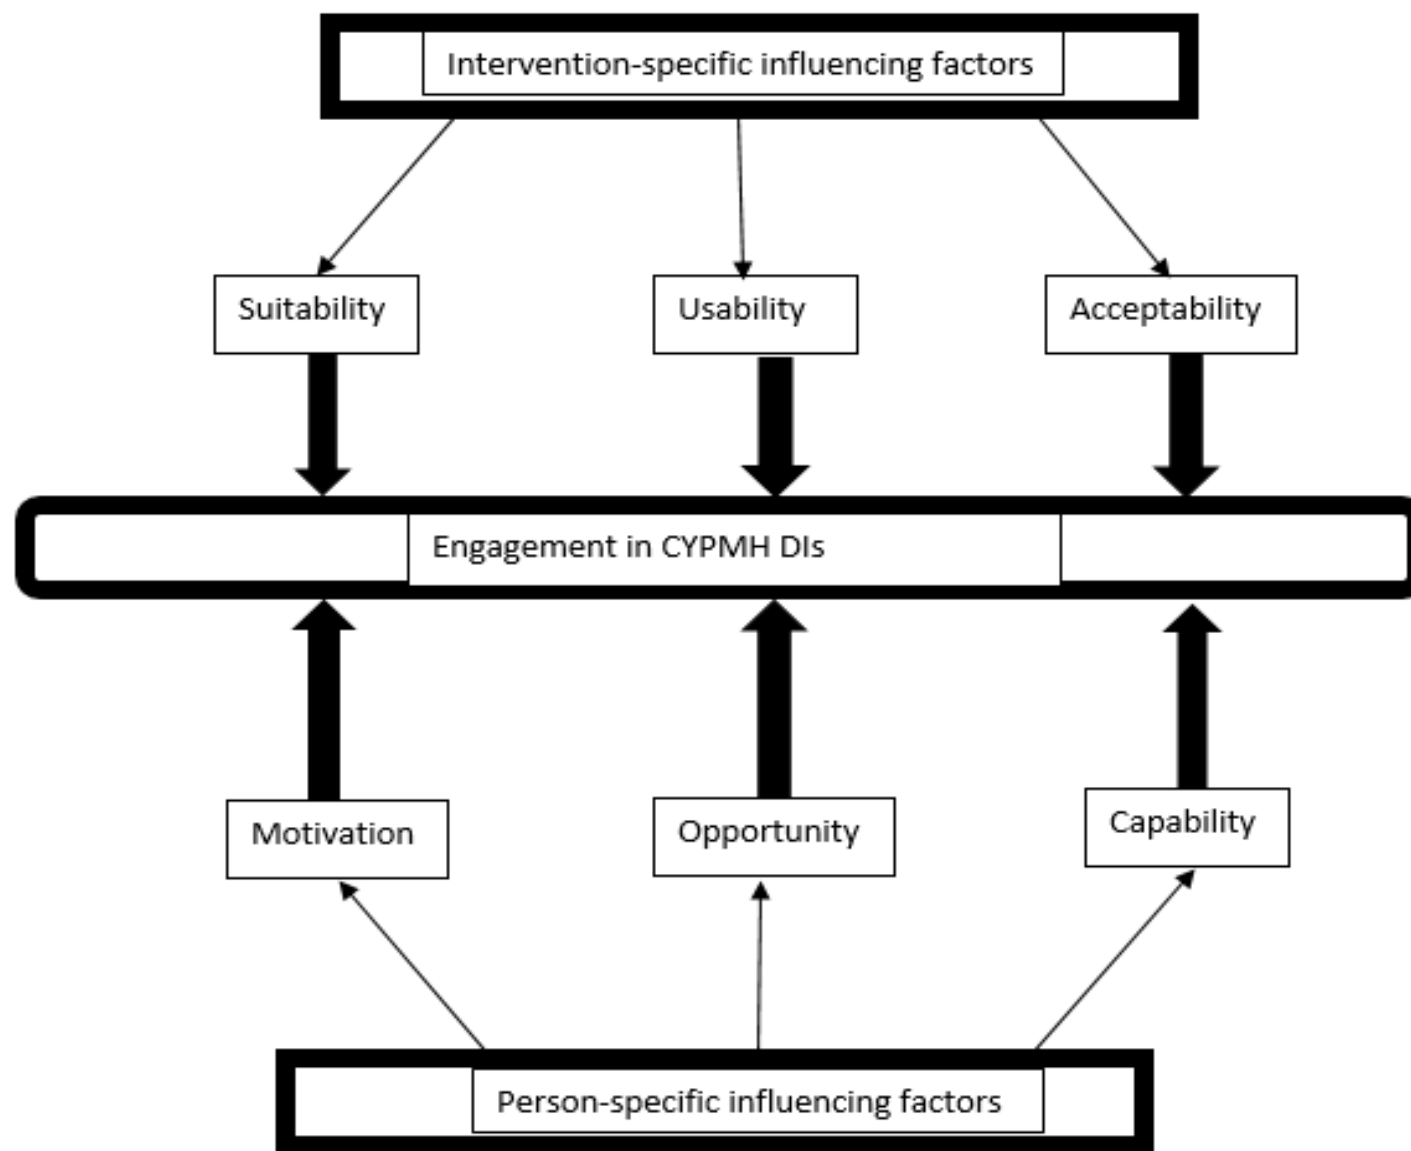 Intervention-specific influencing factors
Suitability
Usability
Acceptability
Engagement in CYPMH DIs
Motivation
Opportunity
Capability
Person-specific influencing factors